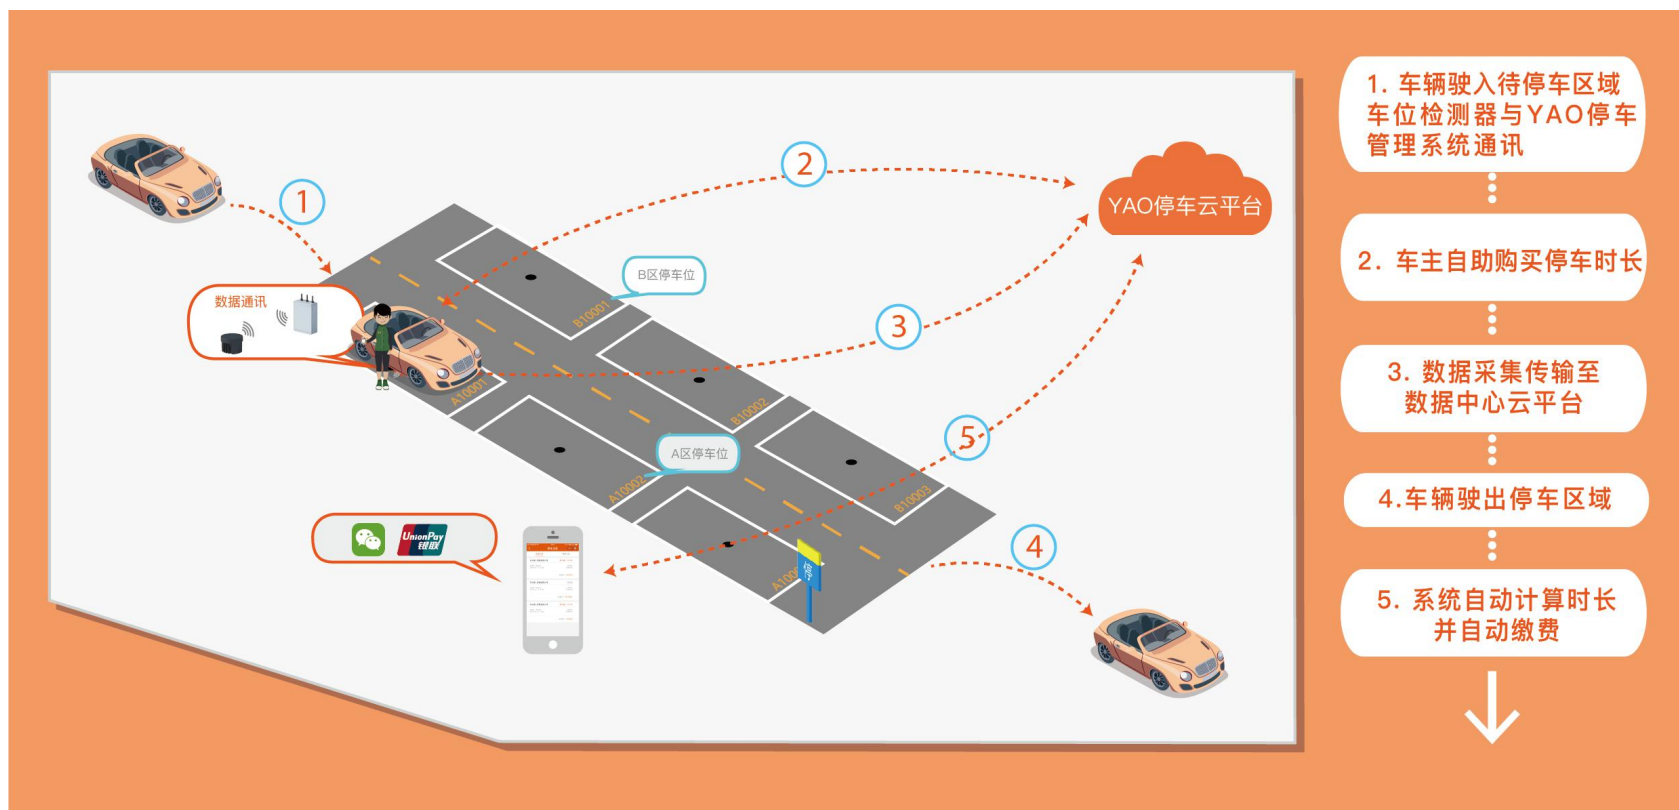 1
2
YAO停车云平台
B区停车位
数据通讯
B10001
3
A10001
B10002
5
A区停车位
A10002
B10003
UnionPay
银联
4
1. 车辆驶入待停车区域
车位检测器与YAO停车
管理系统通讯
2. 车主自助购买停车时长
3. 数据采集传输至
数据中心云平台
4.车辆驶出停车区域
5. 系统自动计算时长
并自动缴费